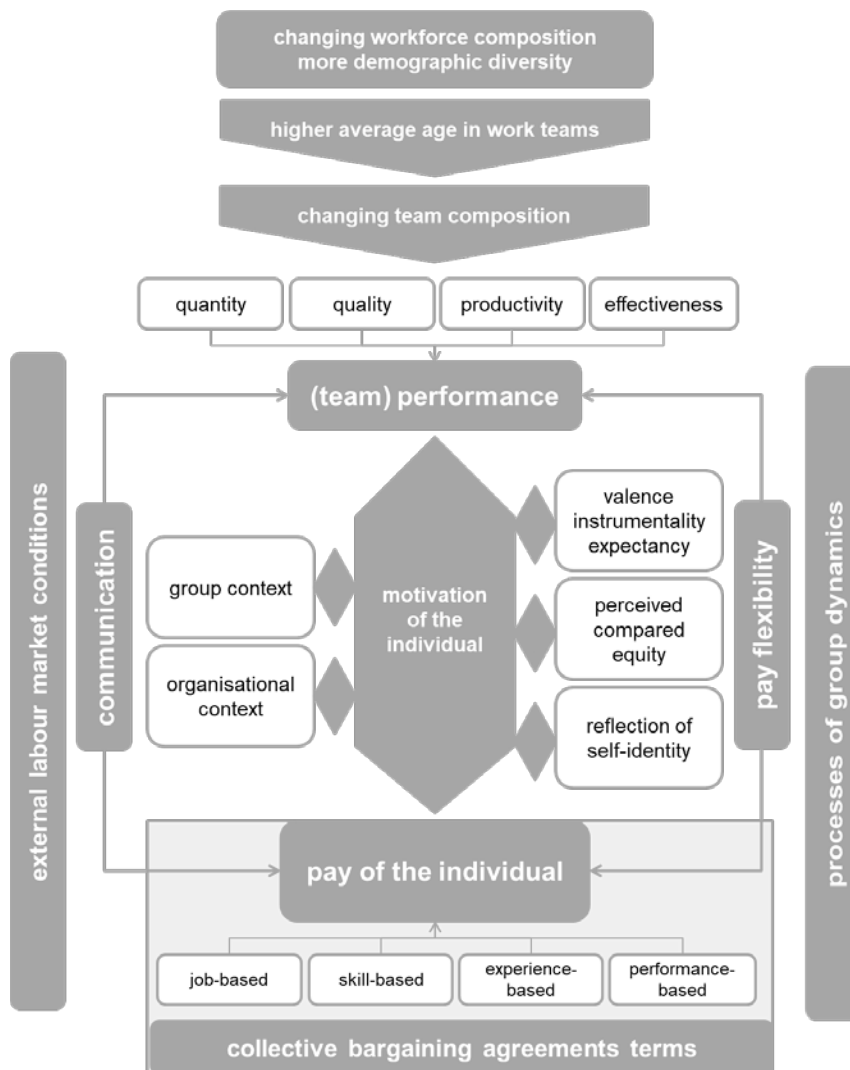 changing workforce composition
more demographic diversity
higher average age in work teams
changing team composition
quantity
quality
productivity
effectiveness
(team) performance
external labour market conditions
communication
group context
organisational
context
motivation
of the
individual
valence
instrumentality
expectancy
perceived
compared
equity
reflection of
self-identity
pay flexibility
processes of group dynamics
pay of the individual
job-based
skill-based
experience-
based
performance-
based
collective bargaining agreements terms